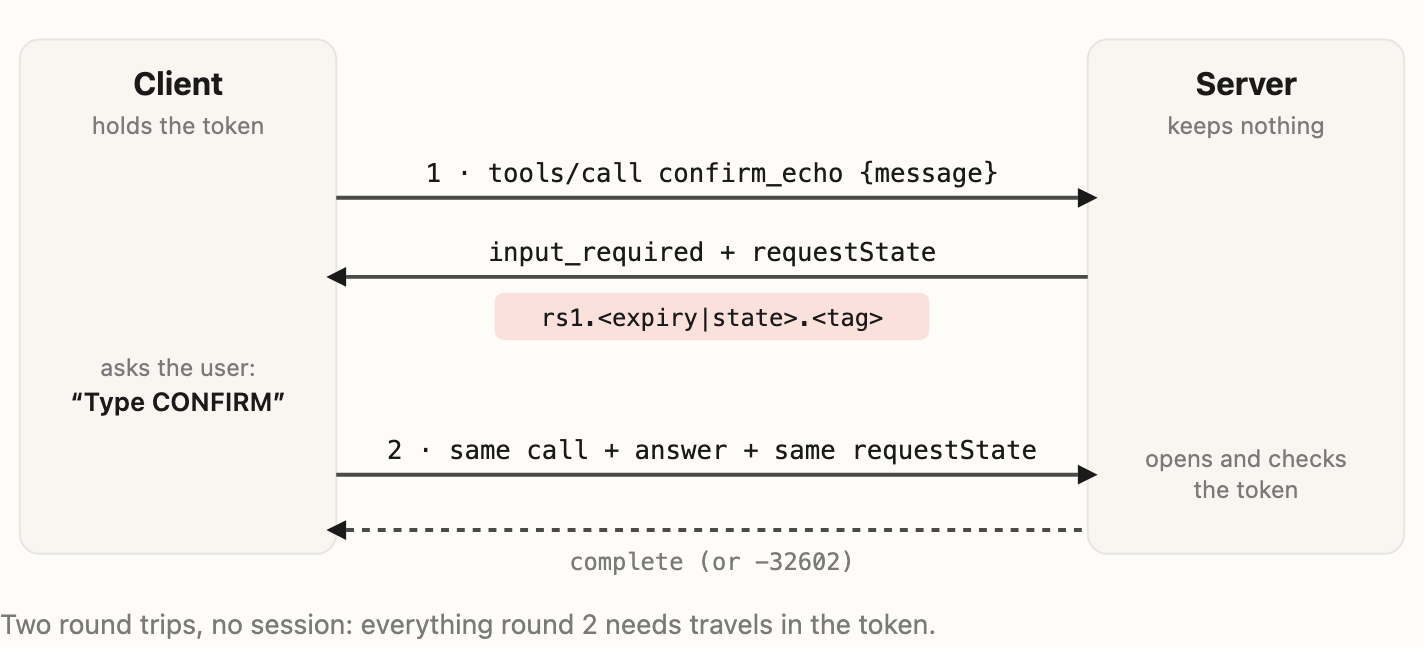 Client
holds the token
Server
keeps nothing
1 · tools/call confirm_echo {message}
input_required + requestState
rs1.<expiry|state>.<tag>
asks the user:
“Type CONFIRM”
2 · same call + answer + same requestState
opens and checks
the token
complete (or −32602)
Two round trips, no session: everything round 2 needs travels in the token.